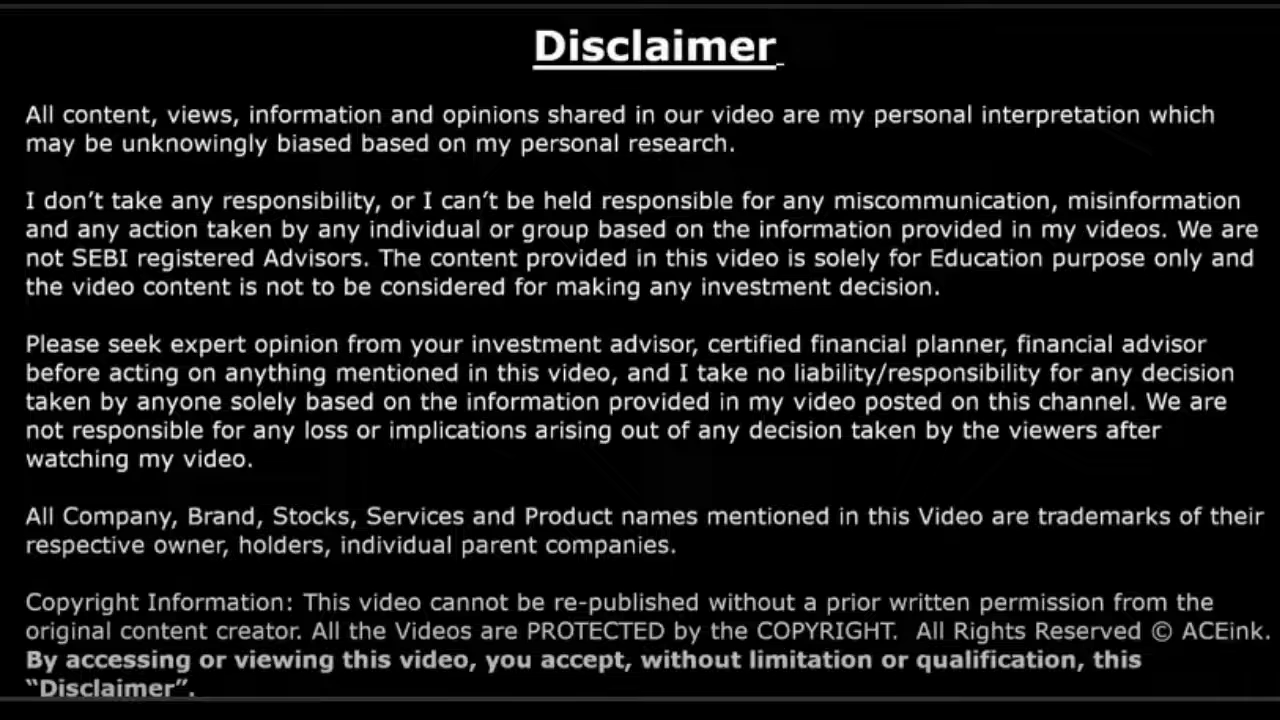 Disclaimer
All content, views, information and opinions shared in our video are my personal interpretation which
may be unknowingly biased based on my personal research.
I don’t take any responsibility, or I can’t be held responsible for any miscommunication, misinformation
and any action taken by any individual or group based on the information provided in my videos. We are
not SEBI registered Advisors. The content provided in this video is solely for Education purpose only and
the video content is not to be considered for making any investment decision.
Please seek expert opinion from your investment advisor, certified financial planner, financial advisor
before acting on anything mentioned in this video, and I take no liability/responsibility for any decision
taken by anyone solely based on the information provided in my video posted on this channel. We are
not responsible for any loss or implications arising out of any decision taken by the viewers after
watching my video.
All Company, Brand, Stocks, Services and Product names mentioned in this Video are trademarks of their
respective owner, holders, individual parent companies.
Copyright Information: This video cannot be re-published without a prior written permission from the
original content creator. All the Videos are PROTECTED by the COPYRIGHT.  All Rights Reserved © ACEink.
By accessing or viewing this video, you accept, without limitation or qualification, this
“Disclaimer”.